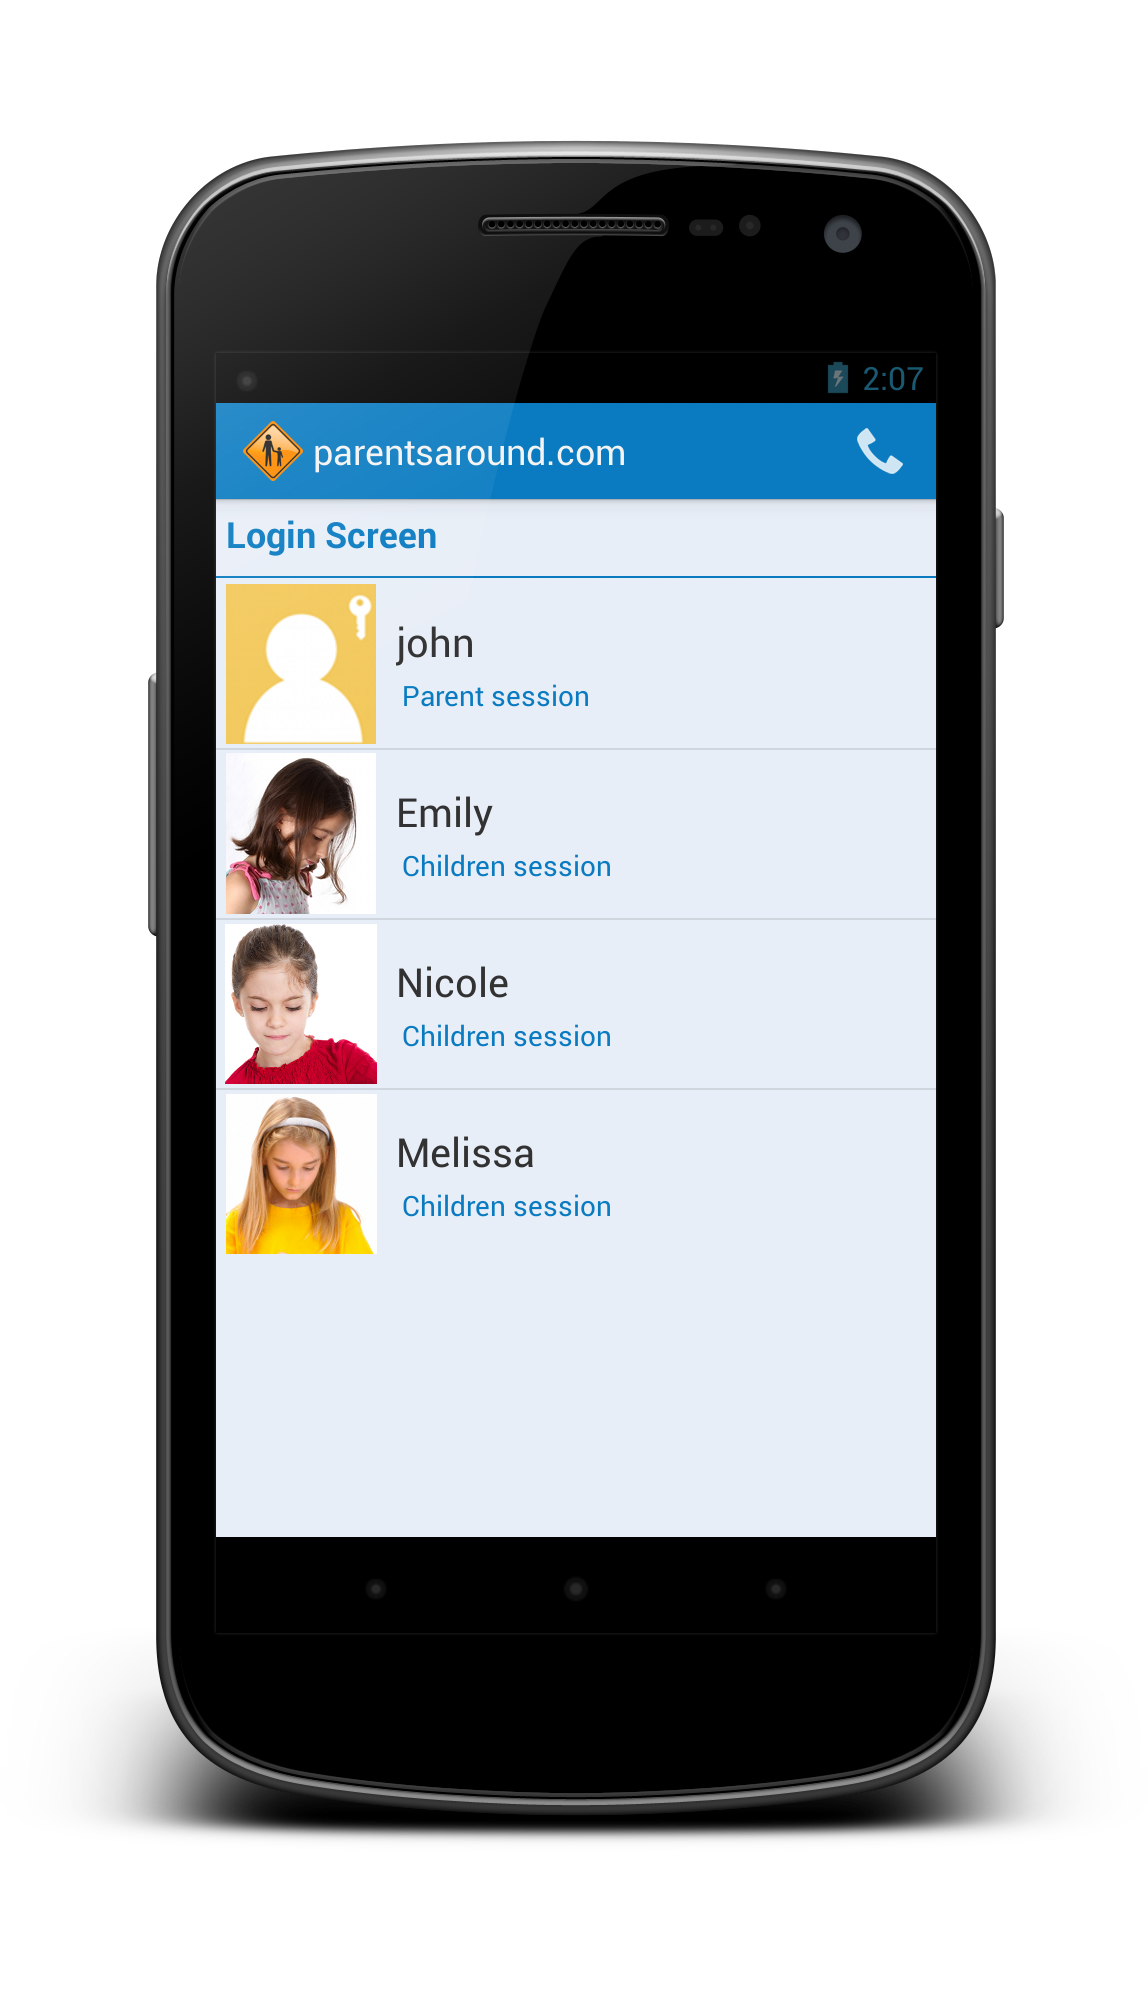 2:07
parentsaround.com
Login Screen
john
Parent session
Emily
Children session
Nicole
Children session
Melissa
Children session